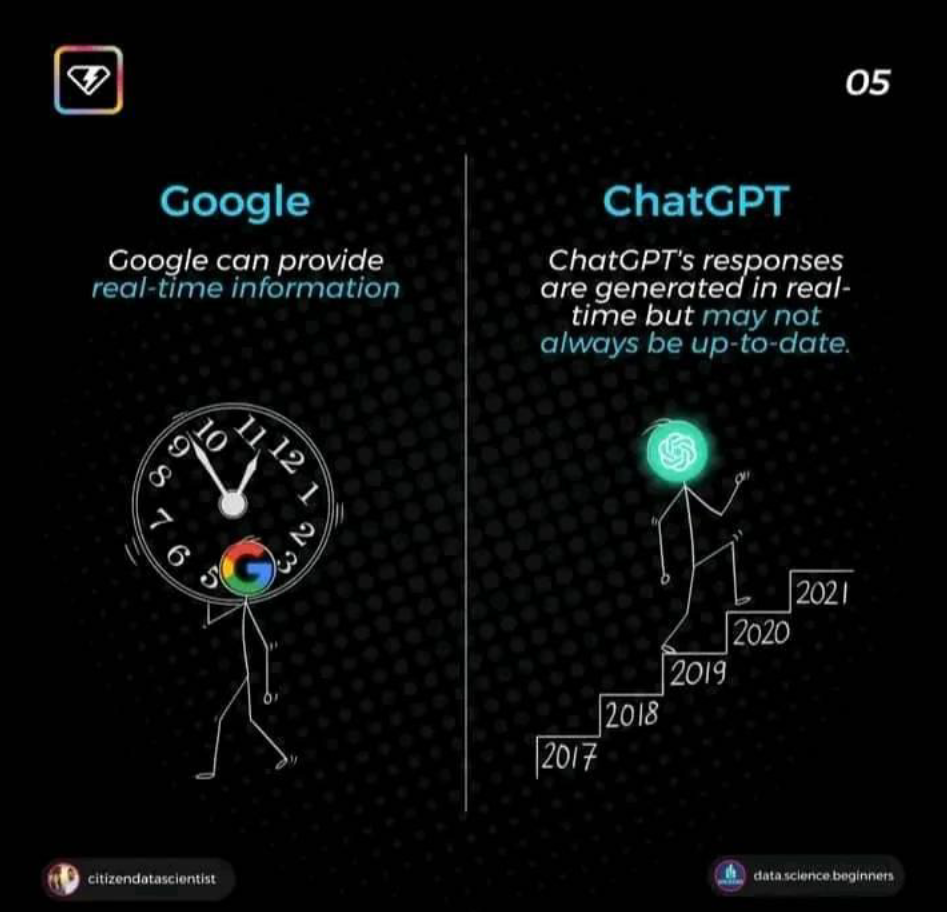 05
Google
Google can provide
real-time information
ChatGPT
ChatGPT's responses
are generated in real-
time but may not
always be up-to-date.
9 10 11 12
8 1
7 2
6 5 G 3
2021
2020
2019
2018
2017
citizendatascientist
data.science.beginners